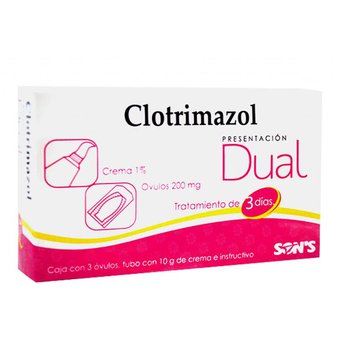 Clotrimazol
Clotrimazol
PRESENTACIÓN
Dual
Crema 1%
Óvulos 200 mg
Tratamiento de 3 días
Caja con 3 óvulos, tubo con 10 g de crema e instructivo
SON'S